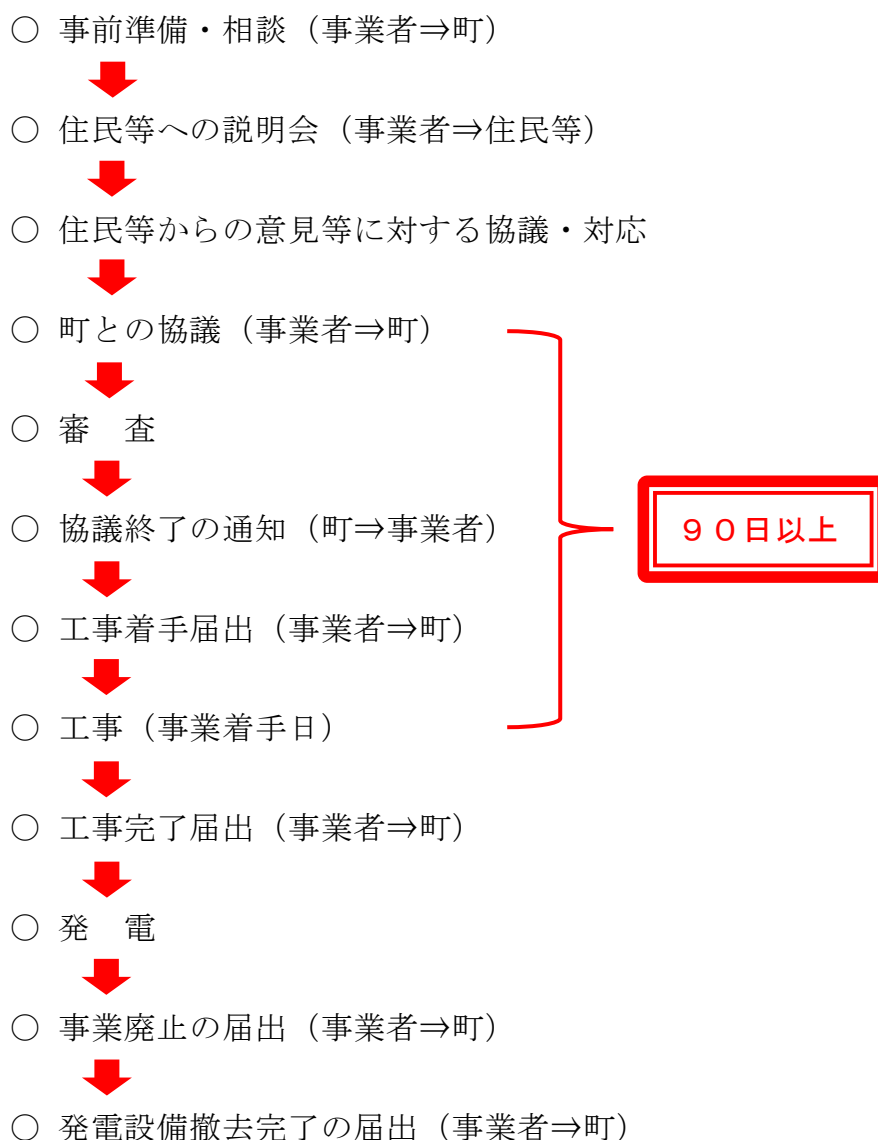 ○ 事前準備・相談（事業者⇒町）
○ 住民等への説明会（事業者⇒住民等）
○ 住民等からの意見等に対する協議・対応
○ 町との協議（事業者⇒町）
○ 審　査
○ 協議終了の通知（町⇒事業者）
９０日以上
○ 工事着手届出（事業者⇒町）
○ 工事（事業着手日）
○ 工事完了届出（事業者⇒町）
○ 発　電
○ 事業廃止の届出（事業者⇒町）
○ 発電設備撤去完了の届出（事業者⇒町）